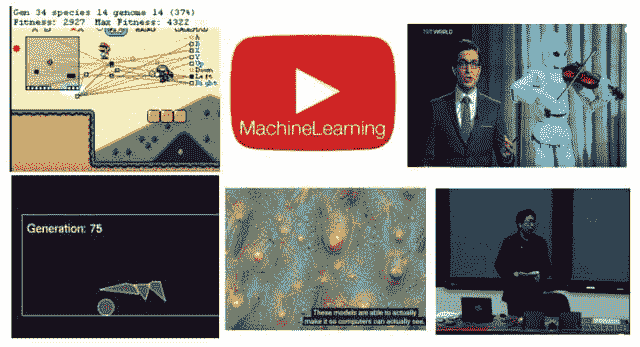 Gen 34 species 14 genome 14 (37%)
Fitness: 2927 Max Fitness: 4322
A
B
X
Y
Up
Down
Left
Right
MachineLearning
TRT WORLD
Generation: 75
These models are able to actually
make it so computers can actually see.